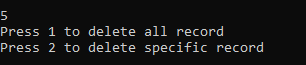 5
Press 1 to delete all record
Press 2 to delete specific record